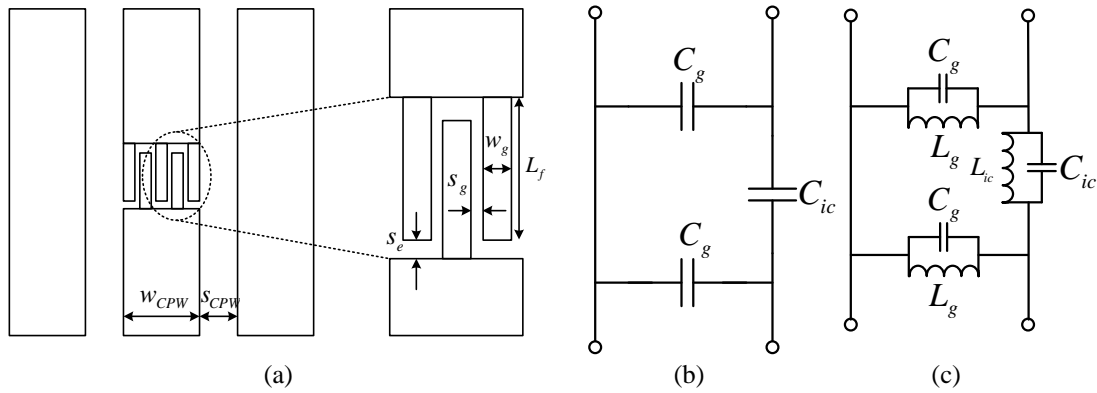 w_CPW
s_CPW
s_e
s_g
w_g
L_f
(a)
C_g
C_ic
C_g
(b)
C_g
L_g
L_ic
C_ic
C_g
L_g
(c)